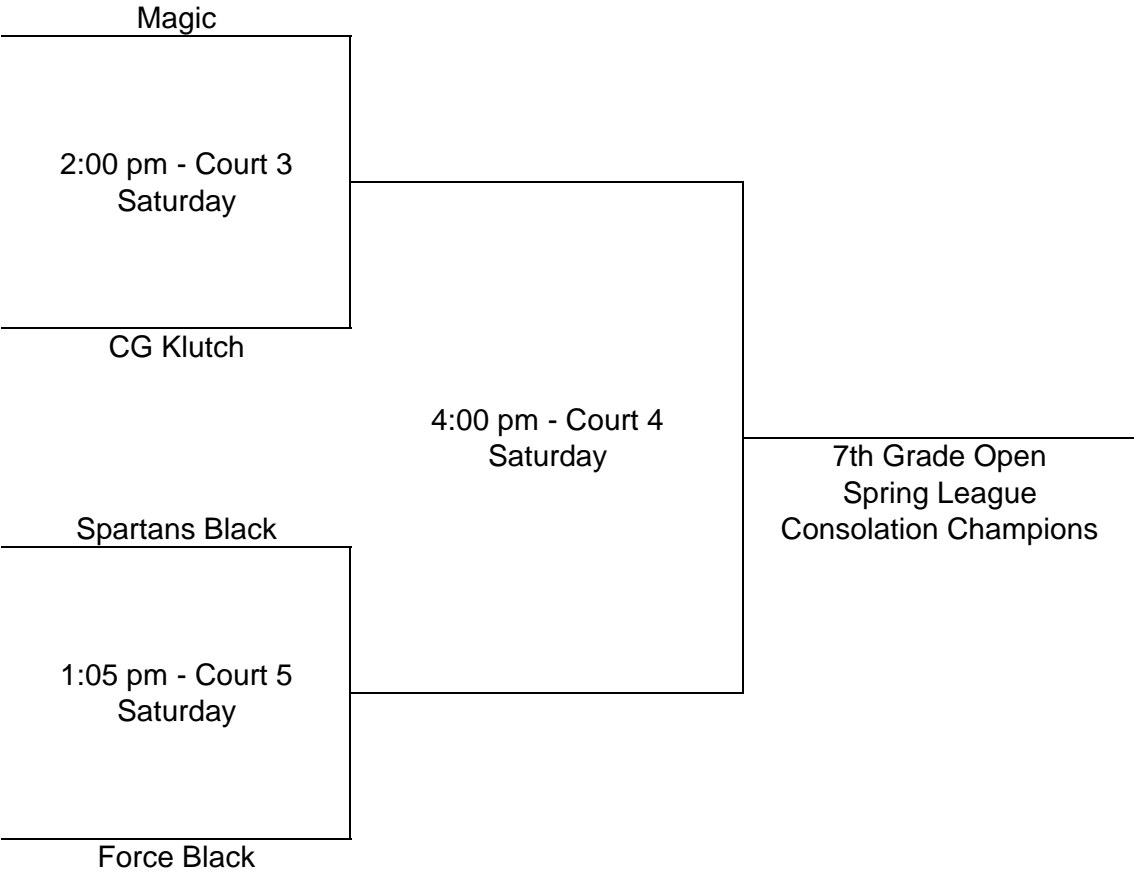 Magic
2:00 pm - Court 3
Saturday
CG Klutch
4:00 pm - Court 4
Saturday
7th Grade Open
Spring League
Consolation Champions
Spartans Black
1:05 pm - Court 5
Saturday
Force Black